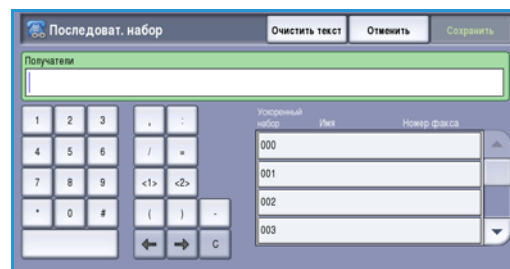 Последоват. набор Очистить текст Отменить Сохранить
Получатели
Ускоренный набор Имя Номер факса
1 2 3 , :
000
4 5 6 / =
001
7 8 9 <1> <2>
002
* 0 # ( ) -
003
C